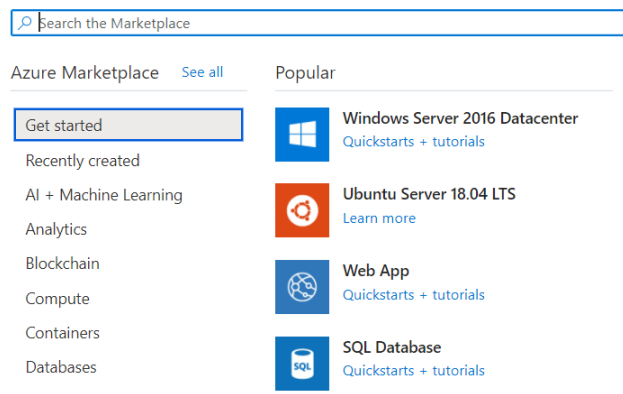 Search the Marketplace
Azure Marketplace See all
Get started
Recently created
AI + Machine Learning
Analytics
Blockchain
Compute
Containers
Databases
Popular
Windows Server 2016 Datacenter
Quickstarts + tutorials
Ubuntu Server 18.04 LTS
Learn more
Web App
Quickstarts + tutorials
SQL
SQL Database
Quickstarts + tutorials